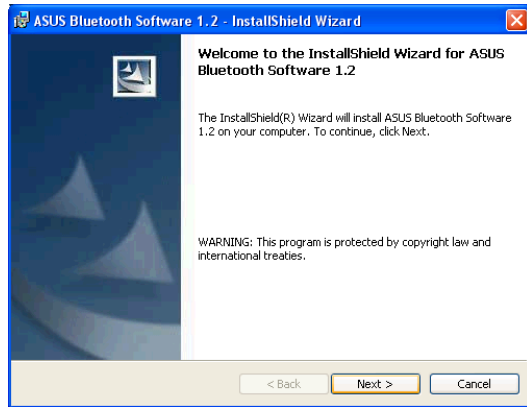 ASUS Bluetooth Software 1.2 - InstallShield Wizard
Welcome to the InstallShield Wizard for ASUS
Bluetooth Software 1.2
The InstallShield(R) Wizard will install ASUS Bluetooth Software
1.2 on your computer. To continue, click Next.
WARNING: This program is protected by copyright law and
international treaties.
< Back Next > Cancel